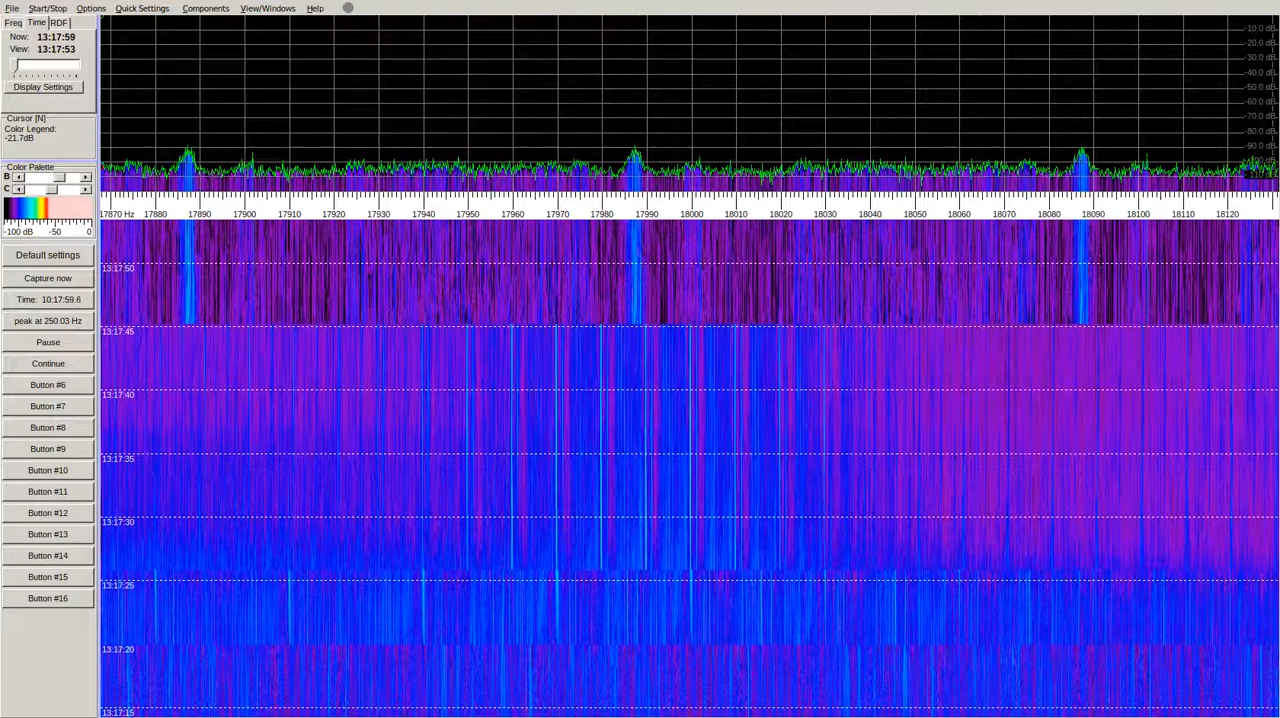 File Start/Stop Options Quick Settings Components View/Windows Help
Freq Time RDF
Now: 13:17:59
View: 13:17:53
Display Settings
Cursor [N]
Color Legend:
-21.7dB
Color Palette
B
C
-100 dB -50 0
Default settings
Capture now
Time: 10:17:59.6
peak at 250.03 Hz
Pause
Continue
Button #6
Button #7
Button #8
Button #9
Button #10
Button #11
Button #12
Button #13
Button #14
Button #15
Button #16
-10.0 dB
-20.0 dB
-30.0 dB
-40.0 dB
-50.0 dB
-60.0 dB
-70.0 dB
-80.0 dB
-90.0 dB
17870 Hz 17880 17890 17900 17910 17920 17930 17940 17950 17960 17970 17980 17990 18000 18010 18020 18030 18040 18050 18060 18070 18080 18090 18100 18110 18120
13:17:50
13:17:45
13:17:40
13:17:35
13:17:30
13:17:25
13:17:20
13:17:15